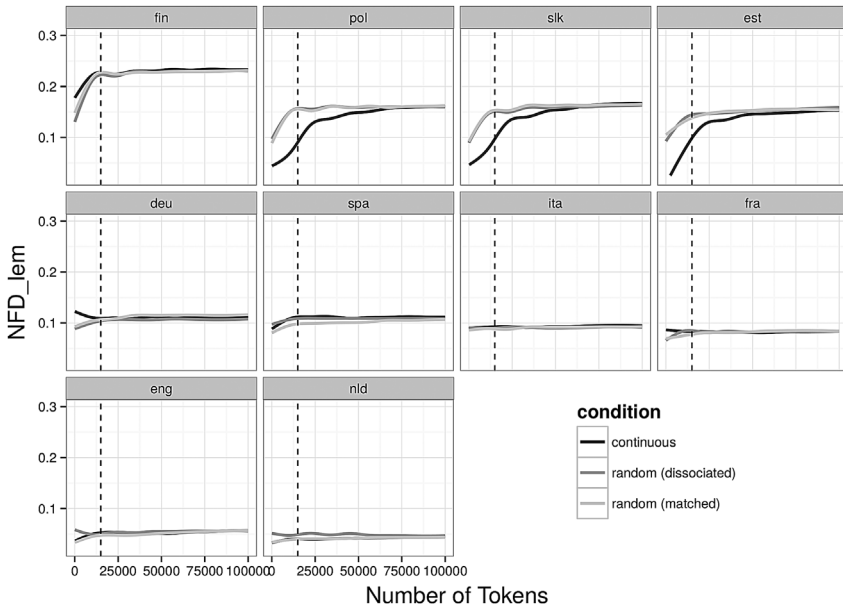 fin pol slk est
0.3
0.2
0.1
deu spa ita fra
0.3
0.2
0.1
NFD_lem
eng nld
0.3
0.2
0.1
condition
continuous
random (dissociated)
random (matched)
0 25000 50000 75000 100000 0 25000 50000 75000 100000
Number of Tokens